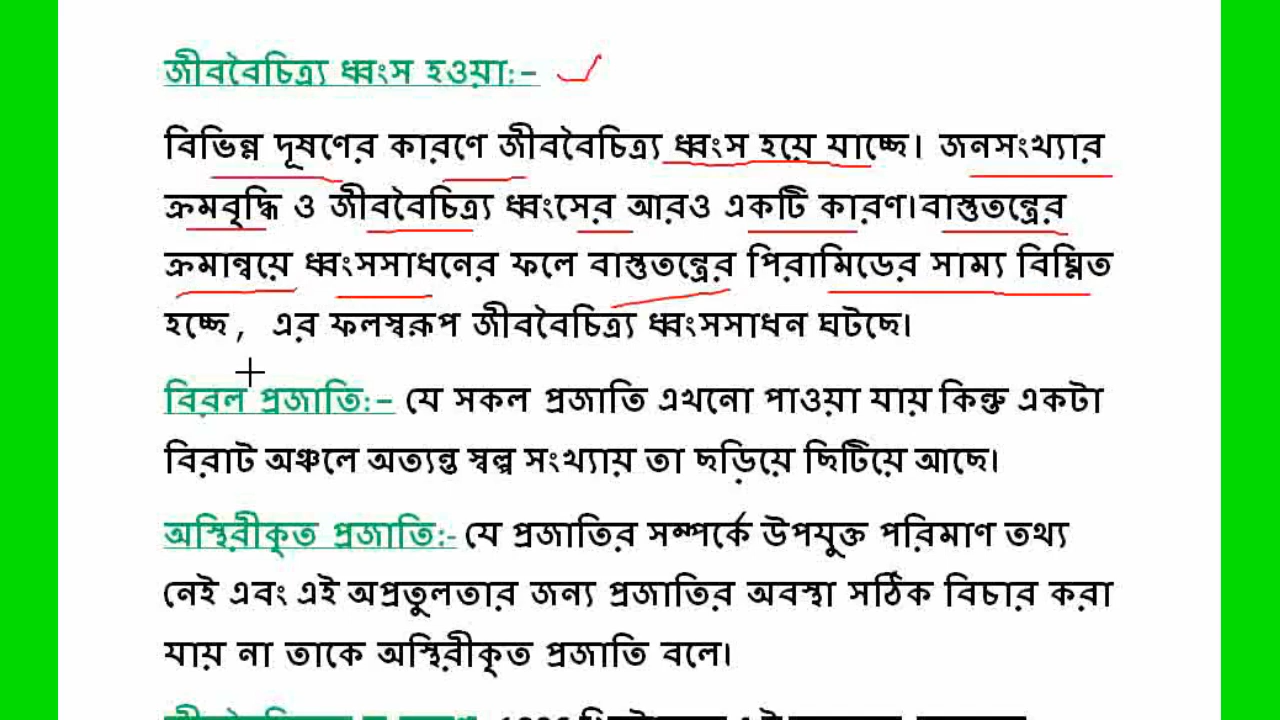 জীববৈচিত্র্য ধ্বংস হওয়া:–
বিভিন্ন দূষণের কারণে জীববৈচিত্র্য ধ্বংস হয়ে যাচ্ছে। জনসংখ্যার
ক্রমবৃদ্ধি ও জীববৈচিত্র্য ধ্বংসের আরও একটি কারণ।বাস্তুতন্ত্রের
ক্রমান্বয়ে ধ্বংসসাধনের ফলে বাস্তুতন্ত্রের পিরামিডের সাম্য বিঘ্নিত
হচ্ছে , এর ফলস্বরূপ জীববৈচিত্র্য ধ্বংসসাধন ঘটছে।
বিরল প্রজাতি:– যে সকল প্রজাতি এখনো পাওয়া যায় কিন্তু একটা
বিরাট অঞ্চলে অত্যন্ত স্বল্প সংখ্যায় তা ছড়িয়ে ছিটিয়ে আছে।
অস্থিরীকৃত প্রজাতি:- যে প্রজাতির সম্পর্কে উপযুক্ত পরিমাণ তথ্য
নেই এবং এই অপ্রতুলতার জন্য প্রজাতির অবস্থা সঠিক বিচার করা
যায় না তাকে অস্থিরীকৃত প্রজাতি বলে।